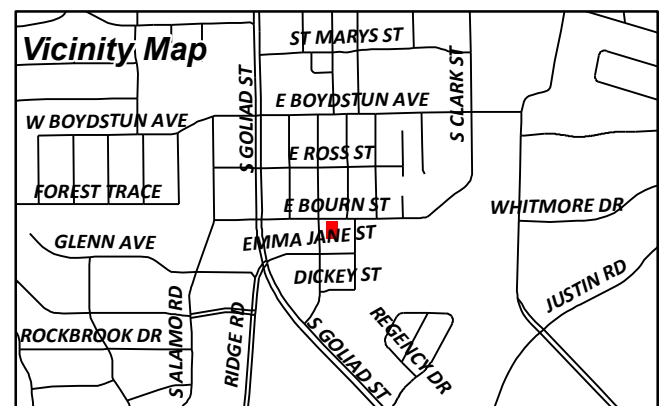 Vicinity Map
ST MARYS ST
S GOLIAD ST
S CLARK ST
E BOYDSTUN AVE
W BOYDSTUN AVE
E ROSS ST
FOREST TRACE
E BOURN ST
WHITMORE DR
GLENN AVE
EMMA JANE ST
DICKEY ST
JUSTIN RD
S ALAMO RD
RIDGE RD
ROCKBROOK DR
S GOLIAD ST
REGENCY DR